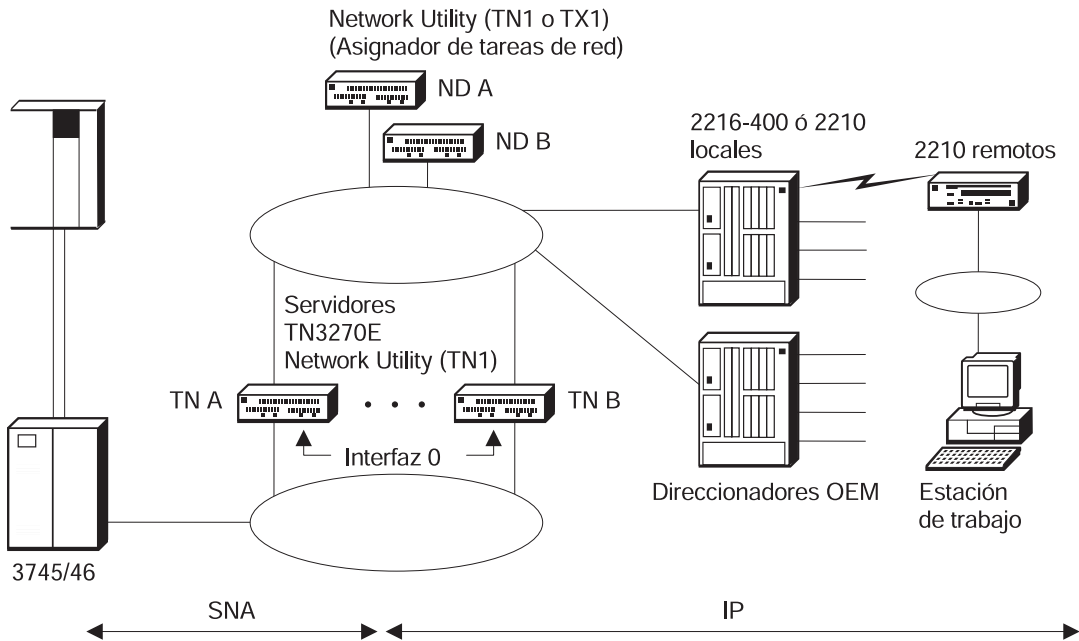 Network Utility (TN1 o TX1)
(Asignador de tareas de red)
ND A
ND B
2216-400 ó 2210
locales
2210 remotos
Servidores
TN3270E
Network Utility (TN1)
TN A
• • •
TN B
Interfaz 0
Direccionadores OEM
Estación
de trabajo
3745/46
SNA
IP